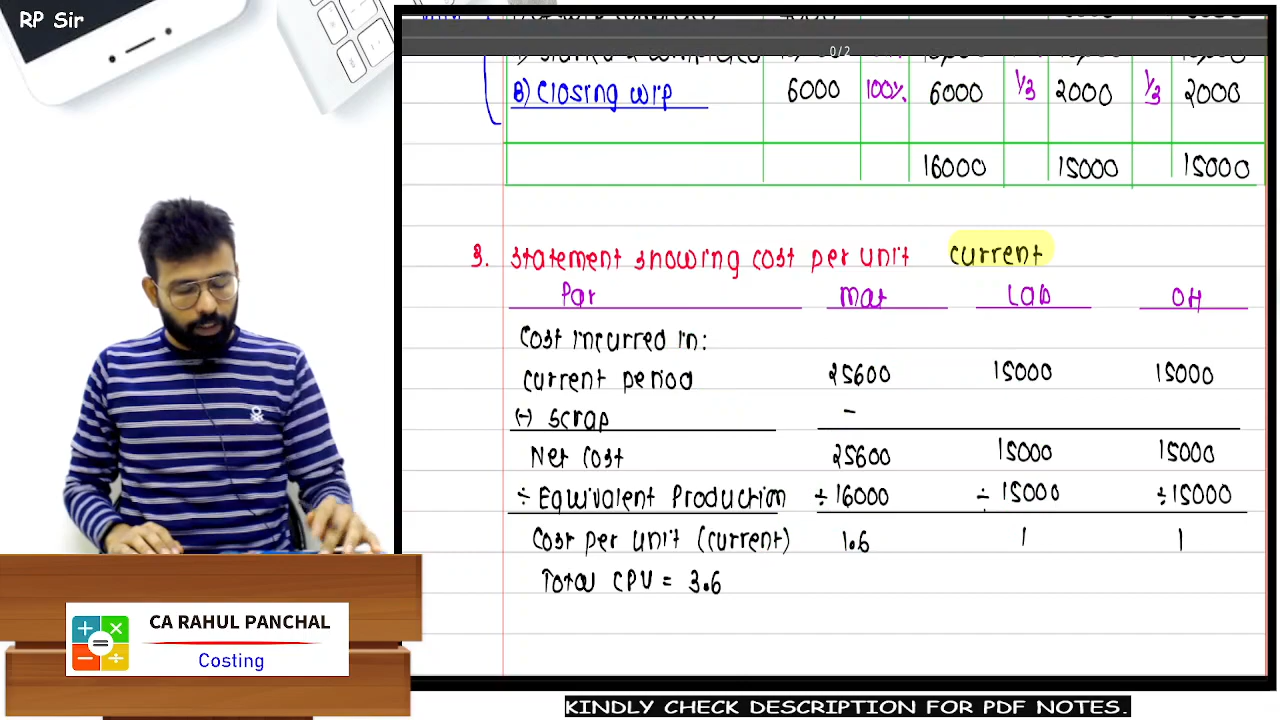 RP Sir
0/2
B) Closing WIP 6000 100% 6000 1/3 2000 1/3 2000
16000 15000 15000
3. Statement showing cost per unit current
Par Mat Lab OH
Cost incurred in:
Current period 25600 15000 15000
(-) Scrap -
Net Cost 25600 15000 15000
÷ Equivalent Production ÷ 16000 ÷ 15000 ÷ 15000
Cost per unit (current) 1.6 1 1
Total CPU = 3.6
CA RAHUL PANCHAL
Costing
KINDLY CHECK DESCRIPTION FOR PDF NOTES.